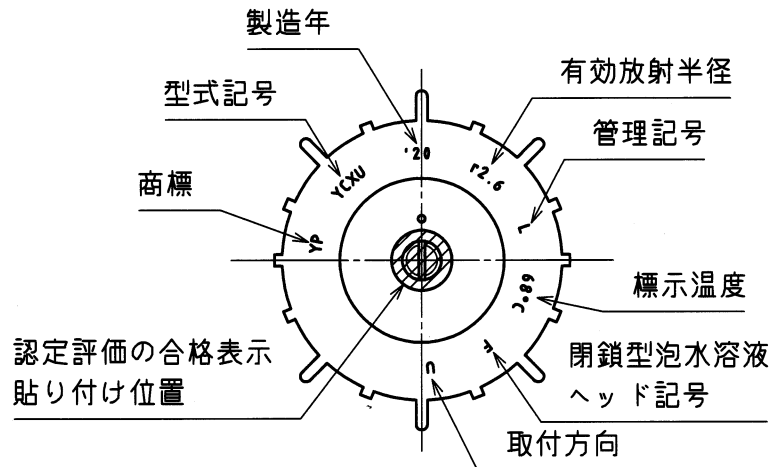 製造年
有効放射半径
型式記号
管理記号
商標
'20
r2.6
YCXU
L
YP
68°C
標示温度
F
U
認定評価の合格表示
貼り付け位置
閉鎖型泡水溶液
ヘッド記号
取付方向